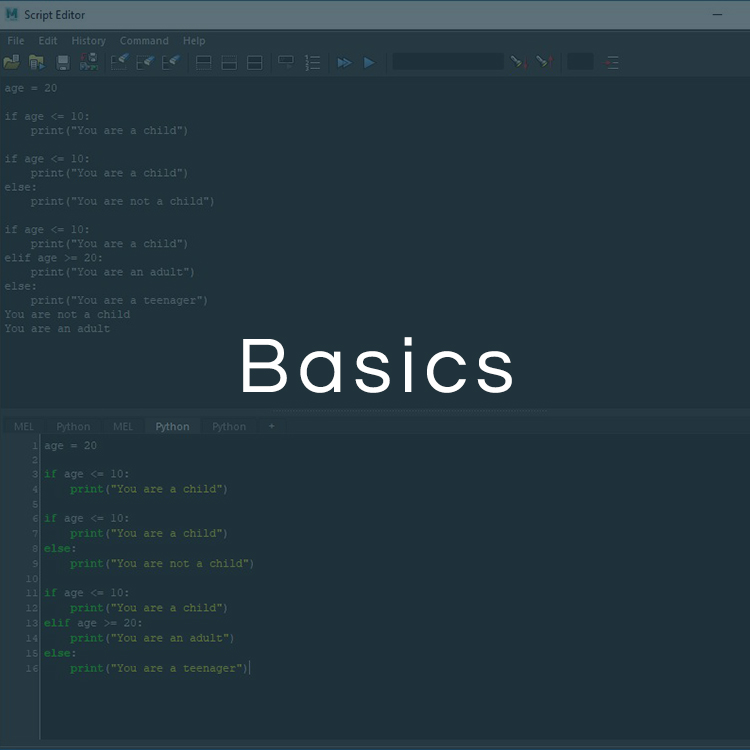 Script Editor
File Edit History Command Help
age = 20
if age <= 10:
    print("You are a child")
if age <= 10:
    print("You are a child")
else:
    print("You are not a child")
if age <= 10:
    print("You are a child")
elif age >= 20:
    print("You are an adult")
else:
    print("You are a teenager")
You are not a child
You are an adult
Basics
MEL Python MEL Python Python +
1 age = 20
2
3 if age <= 10:
4     print("You are a child")
5
6 if age <= 10:
7     print("You are a child")
8 else:
9     print("You are not a child")
10
11 if age <= 10:
12     print("You are a child")
13 elif age >= 20:
14     print("You are an adult")
15 else:
16     print("You are a teenager")